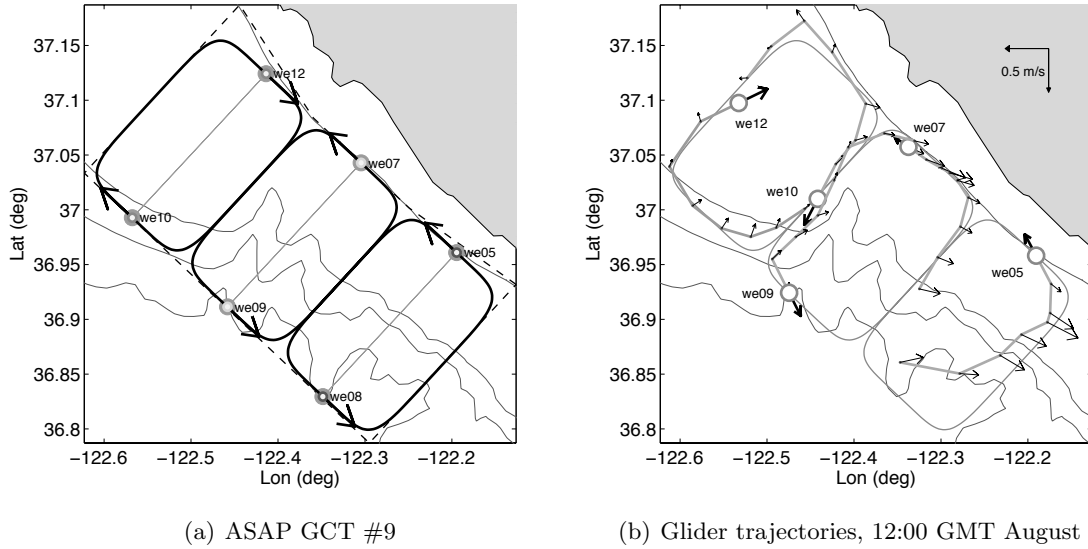 37.15
37.1
37.05
37
36.95
36.9
36.85
36.8
Lat (deg)
−122.6
−122.5
−122.4
−122.3
−122.2
Lon (deg)
we12
we07
we10
we05
we09
we08
(a) ASAP GCT #9
37.15
37.1
37.05
37
36.95
36.9
36.85
36.8
Lat (deg)
−122.6
−122.5
−122.4
−122.3
−122.2
Lon (deg)
0.5 m/s
we12
we07
we10
we05
we09
(b) Glider trajectories, 12:00 GMT August